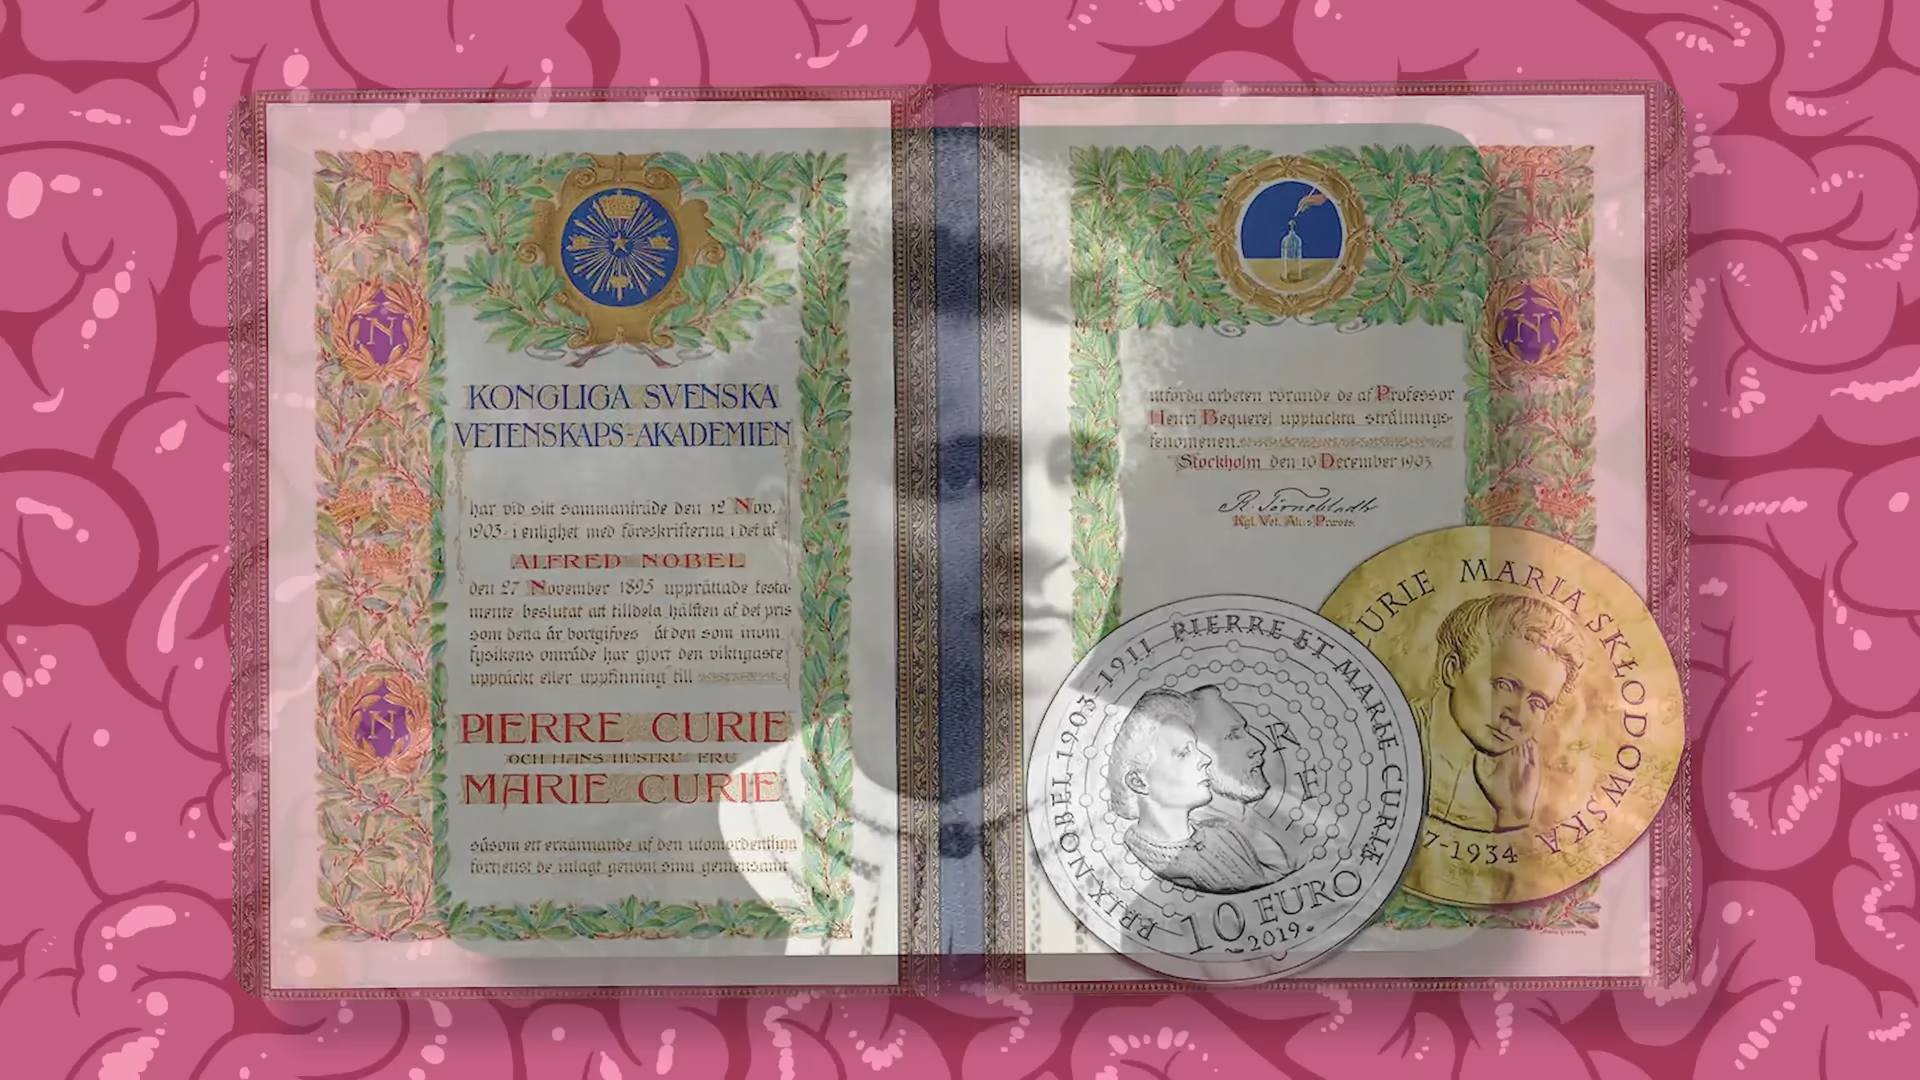 KONGLIGA SVENSKA
VETENSKAPS-AKADEMIEN
har vid sitt sammanträde den 12 Nov.
1903 i enlighet med föreskrifterna i det af
ALFRED NOBEL
den 27 November 1895 upprättade testa-
mente beslutat att tilldela hälften af det pris
som detta år bortgifves åt den som inom
fysikens område har gjort den viktigaste
upptäckt eller uppfinning till
PIERRE CURIE
OCH HANS HUSTRU FRU
MARIE CURIE
såsom ett erkännande af den utomordentliga
förtjenst de inlagt genom sina gemensamt
utförda arbeten rörande de af Professor
Henri Bequerel upptäckta strålnings-
fenomenen
Stockholm den 10 December 1903
R. Törnebladh
Kgl. Vet. Ak:s Præses.
N
N
N
PRIX NOBEL 1903-1911 PIERRE ET MARIE CURIE
R
E
10 EURO
2019
CURIE MARIA SKŁODOWSKA
7-1934